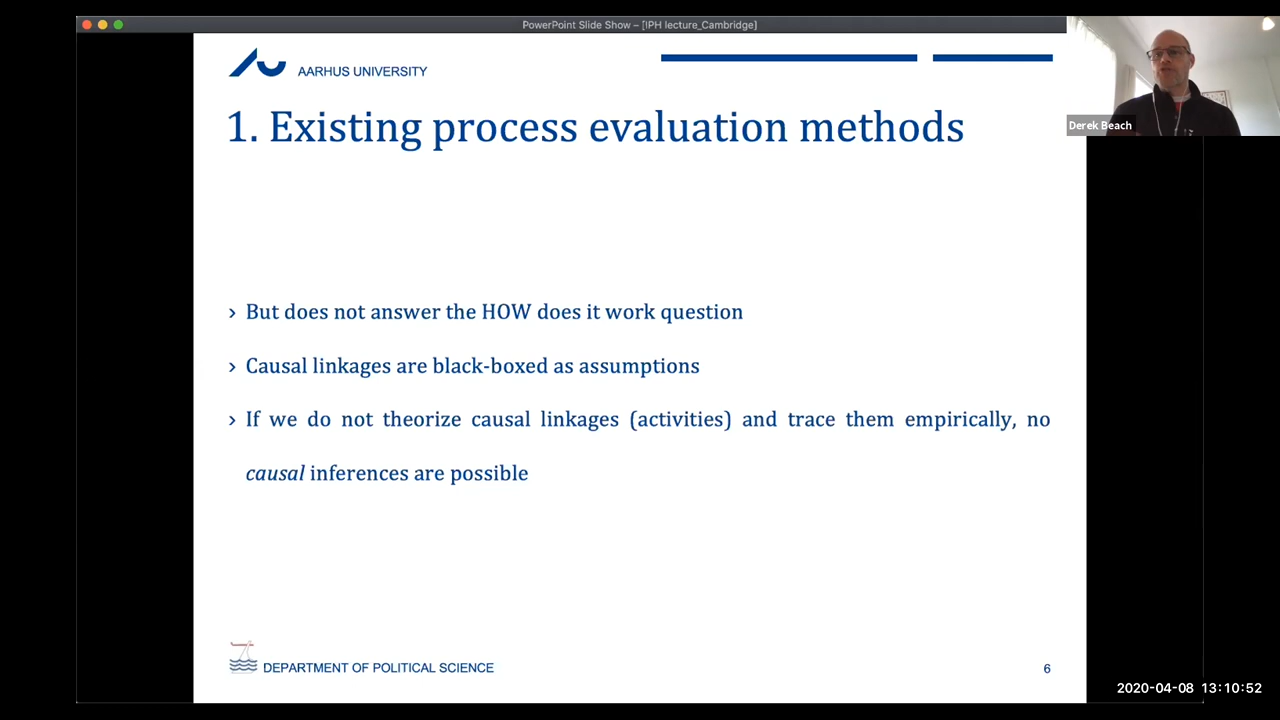 PowerPoint Slide Show – [IPH lecture_Cambridge]
AARHUS UNIVERSITY
Derek Beach
1. Existing process evaluation methods
› But does not answer the HOW does it work question
› Causal linkages are black-boxed as assumptions
› If we do not theorize causal linkages (activities) and trace them empirically, no
causal inferences are possible
DEPARTMENT OF POLITICAL SCIENCE
6
2020-04-08 13:10:52